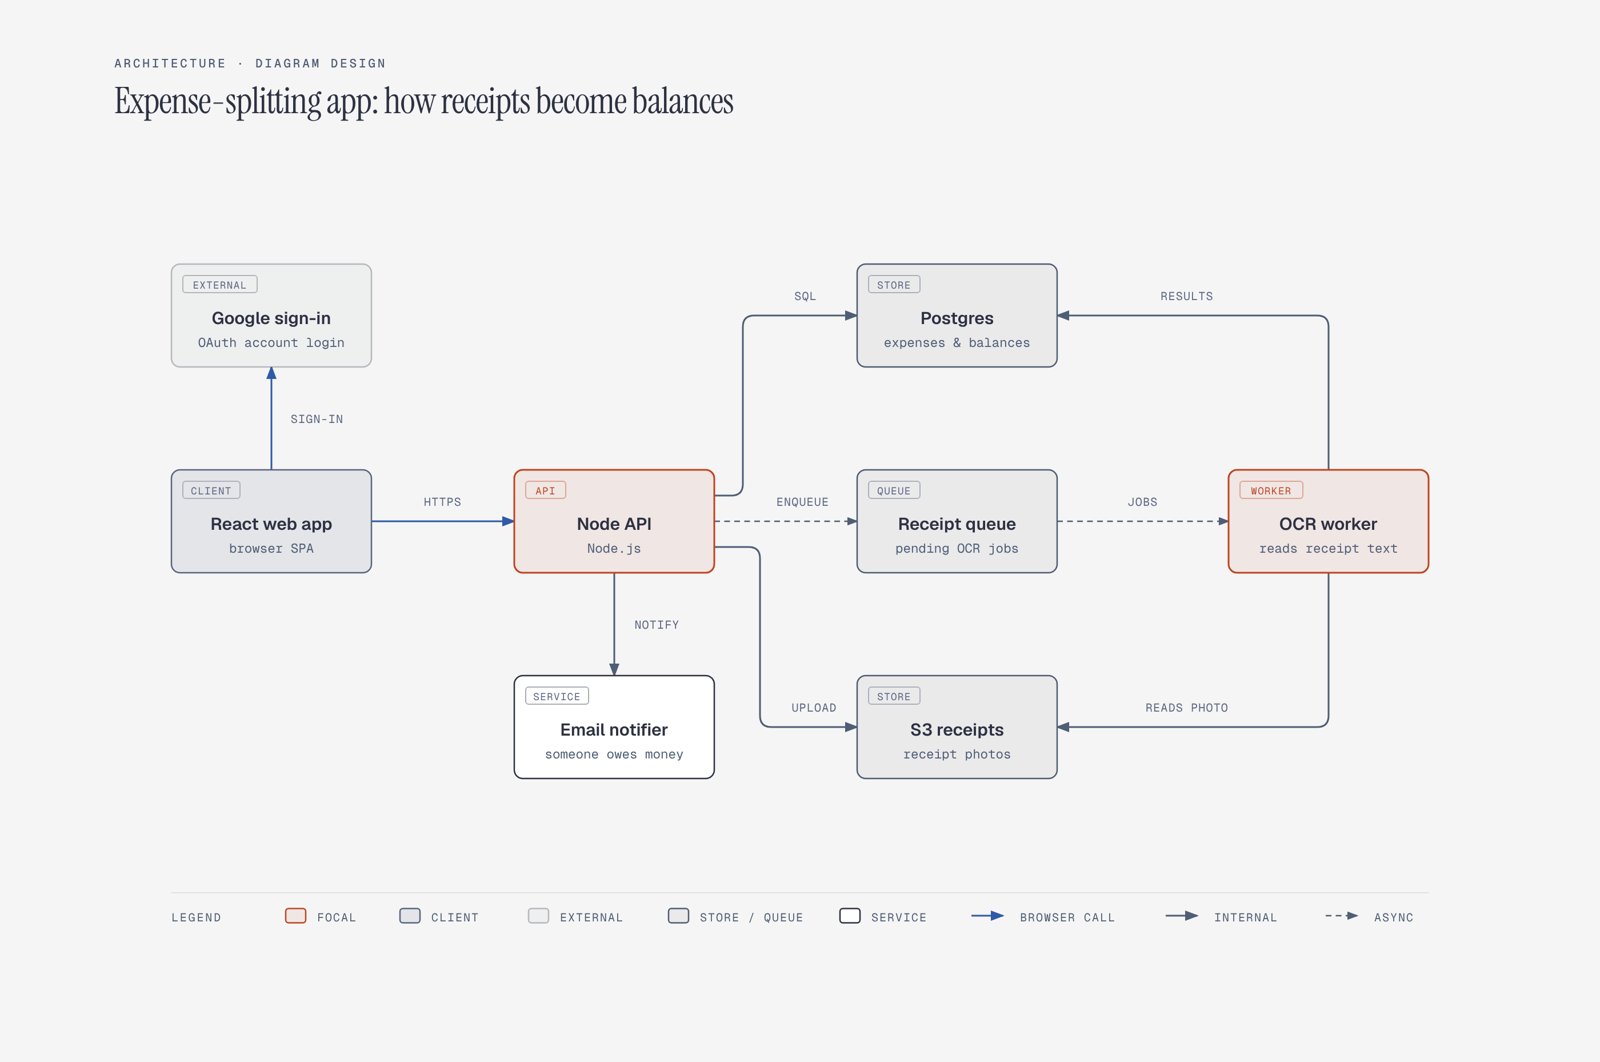 ARCHITECTURE · DIAGRAM DESIGN
Expense-splitting app: how receipts become balances
EXTERNAL
Google sign-in
OAuth account login
STORE
Postgres
expenses & balances
SQL
RESULTS
SIGN-IN
CLIENT
React web app
browser SPA
HTTPS
API
Node API
Node.js
ENQUEUE
QUEUE
Receipt queue
pending OCR jobs
JOBS
WORKER
OCR worker
reads receipt text
NOTIFY
SERVICE
Email notifier
someone owes money
UPLOAD
STORE
S3 receipts
receipt photos
READS PHOTO
LEGEND
FOCAL
CLIENT
EXTERNAL
STORE / QUEUE
SERVICE
BROWSER CALL
INTERNAL
ASYNC